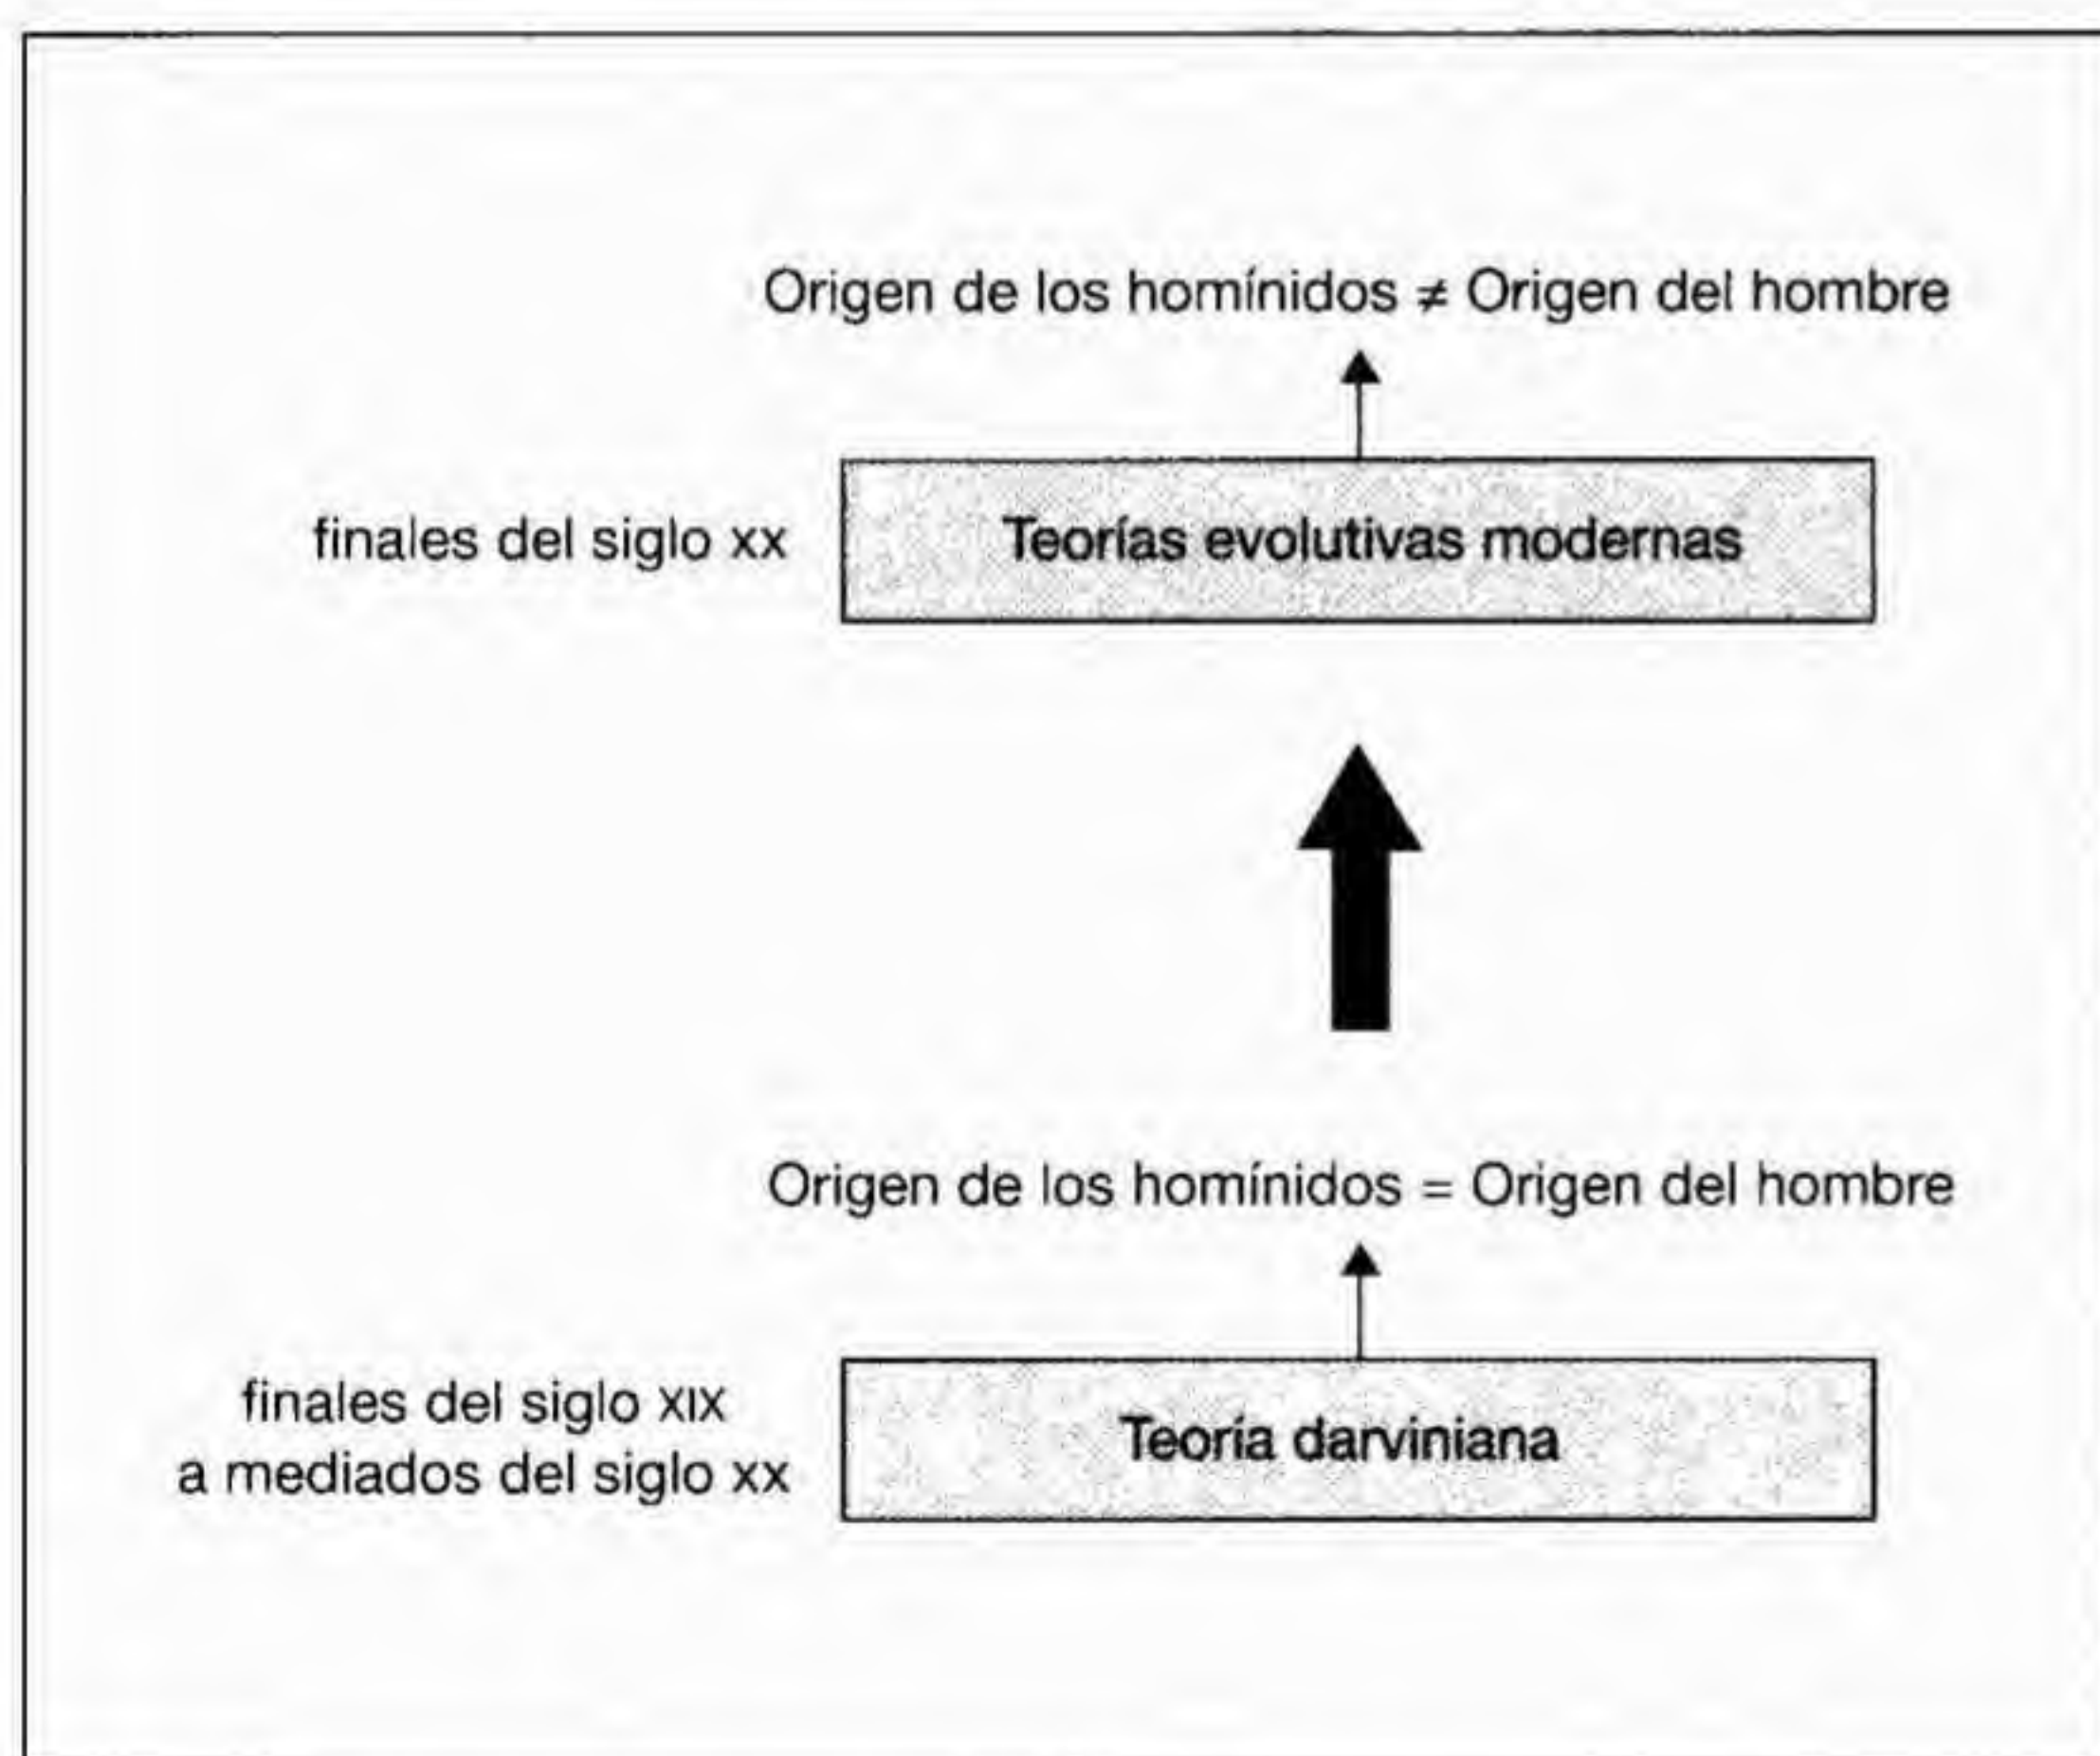 Origen de los homínidos ≠ Origen del hombre
finales del siglo xx
Teorías evolutivas modernas
Origen de los homínidos = Origen del hombre
finales del siglo xix
a mediados del siglo xx
Teoría darviniana